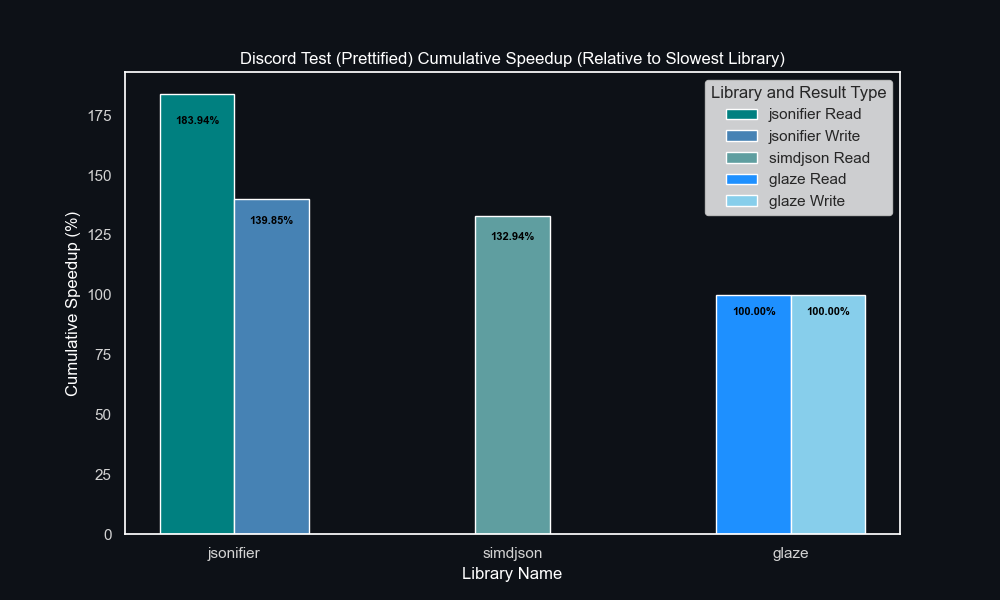 Discord Test (Prettified) Cumulative Speedup (Relative to Slowest Library)
Library and Result Type
jsonifier Read
jsonifier Write
simdjson Read
glaze Read
glaze Write
Cumulative Speedup (%)
175
150
125
100
75
50
25
0
183.94%
139.85%
132.94%
100.00%
100.00%
jsonifier
simdjson
glaze
Library Name